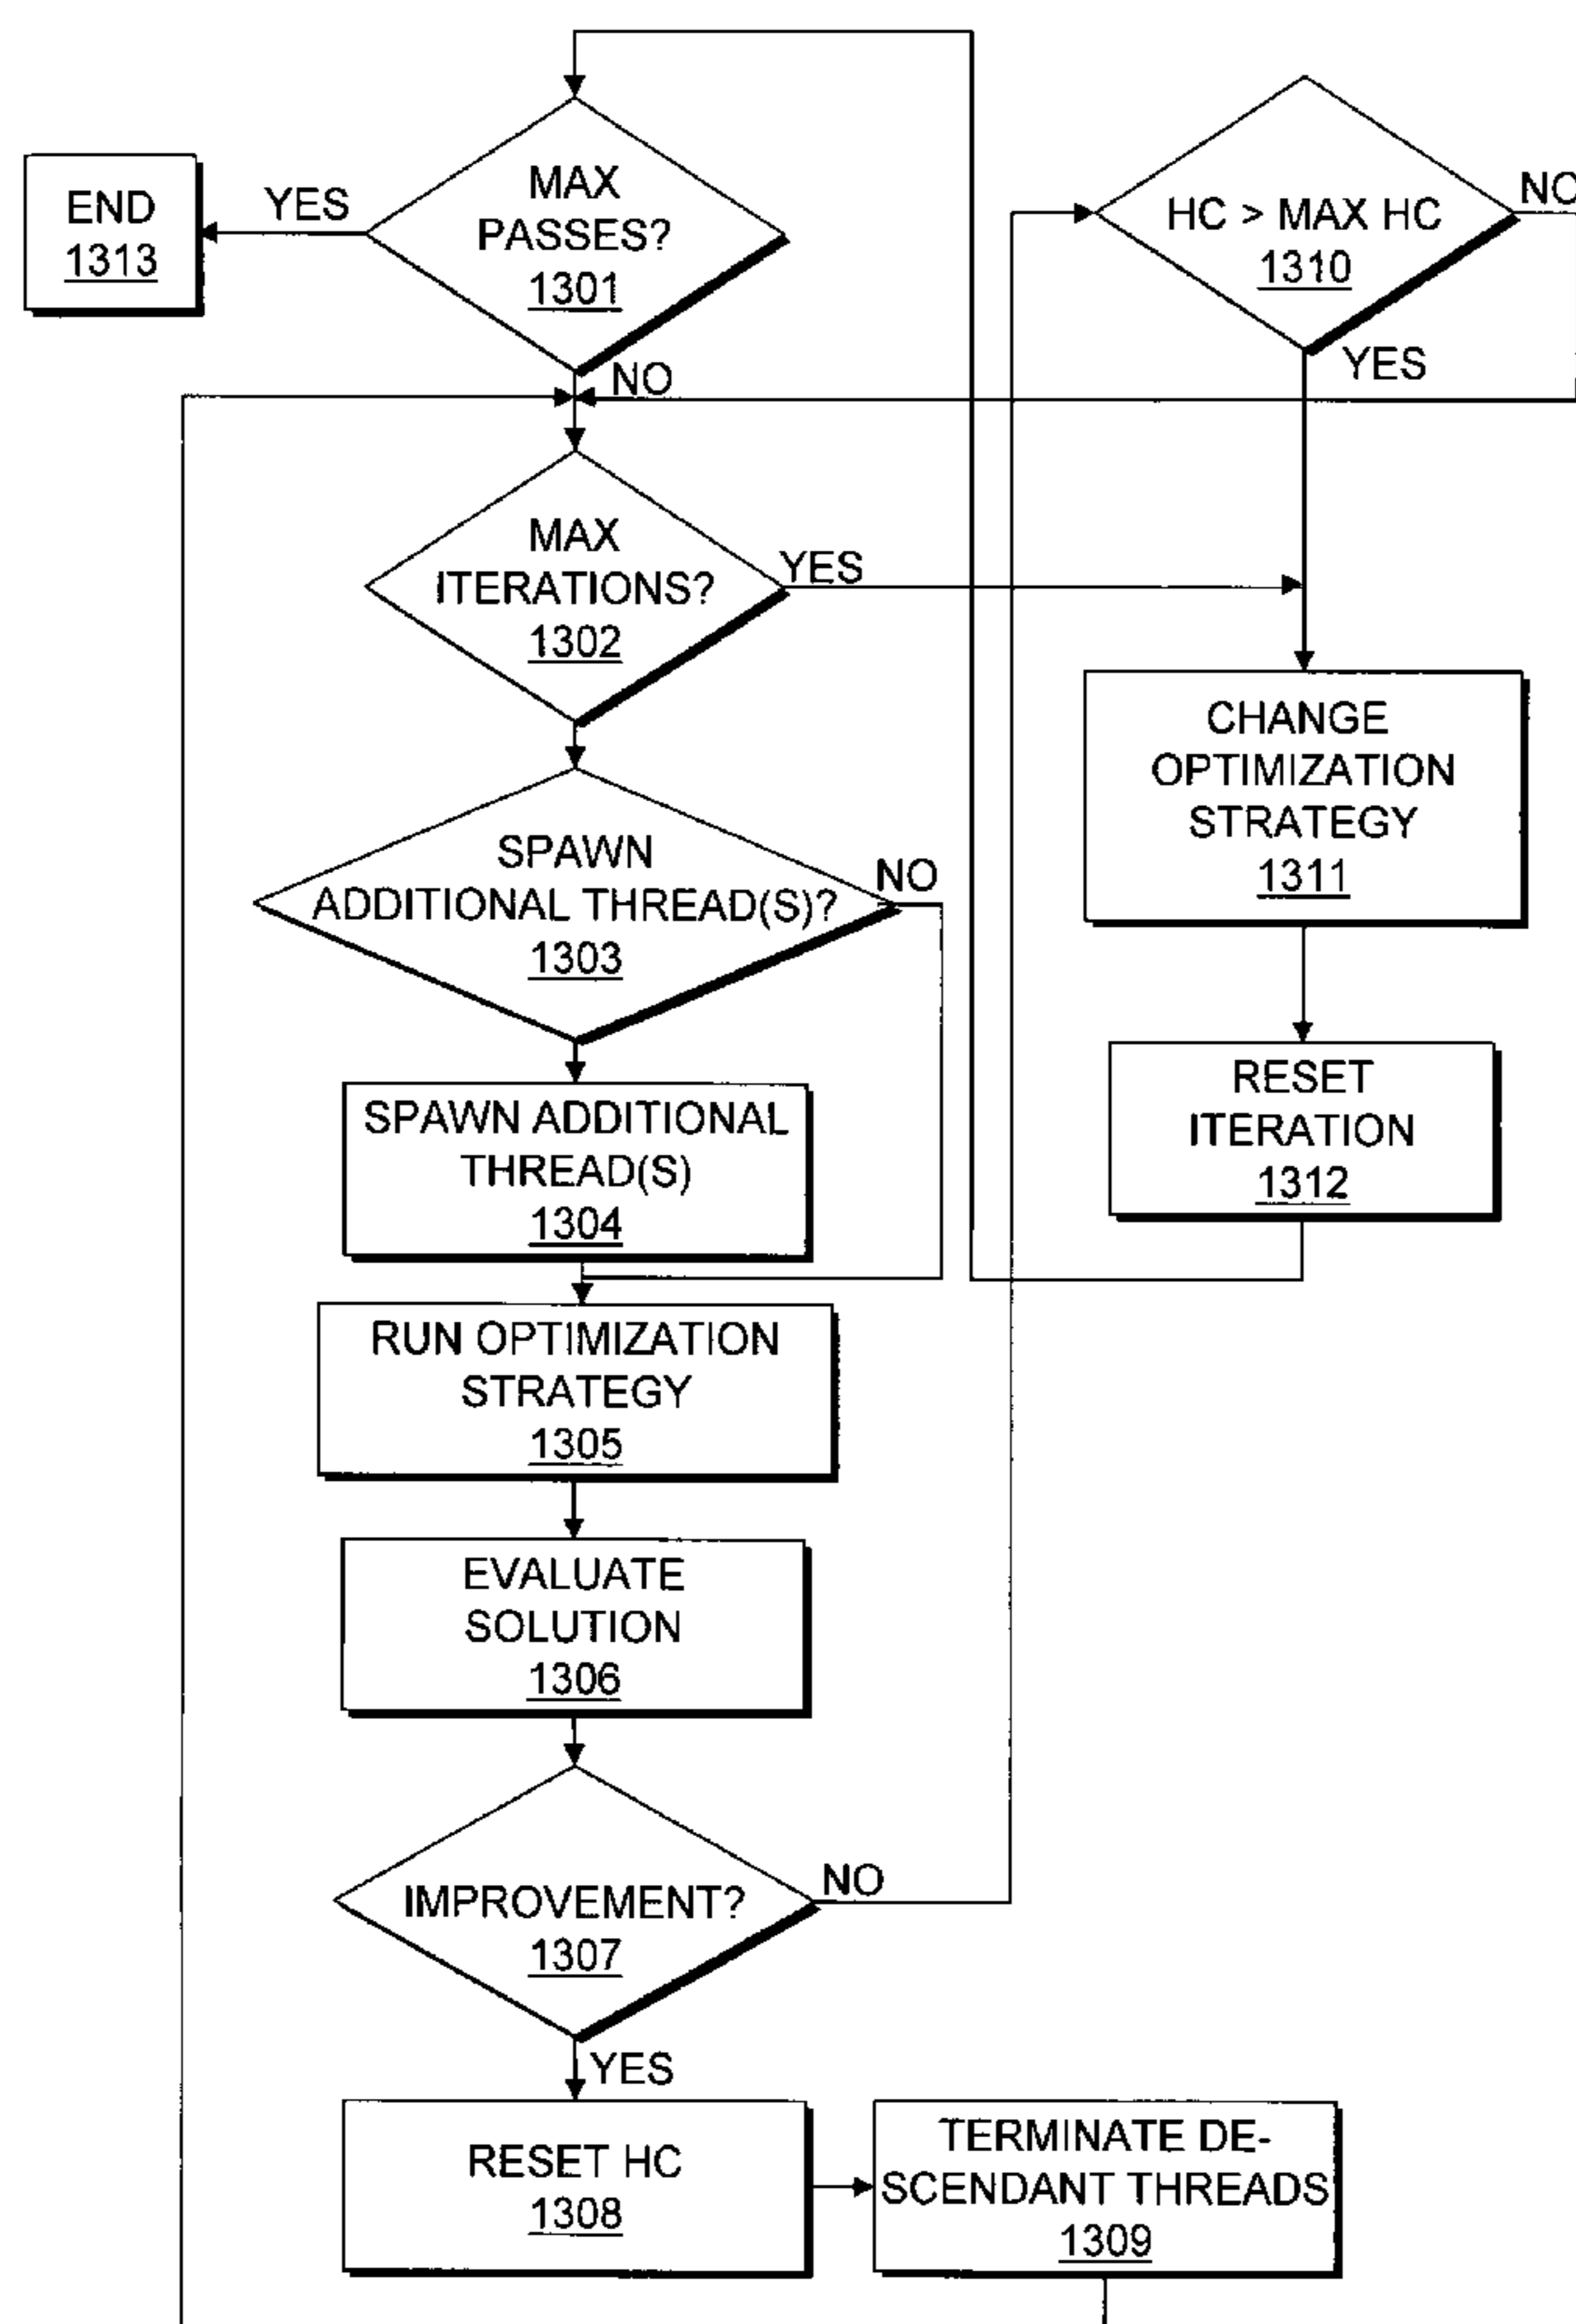 MAX
PASSES?
1301
YES
END
1313
NO
HC > MAX HC
1310
NO
YES
MAX
ITERATIONS?
1302
YES
SPAWN
ADDITIONAL THREAD(S)?
1303
NO
CHANGE
OPTIMIZATION
STRATEGY
1311
SPAWN ADDITIONAL
THREAD(S)
1304
RESET
ITERATION
1312
RUN OPTIMIZATION
STRATEGY
1305
EVALUATE
SOLUTION
1306
IMPROVEMENT?
1307
NO
YES
RESET HC
1308
TERMINATE DE-
SCENDANT THREADS
1309